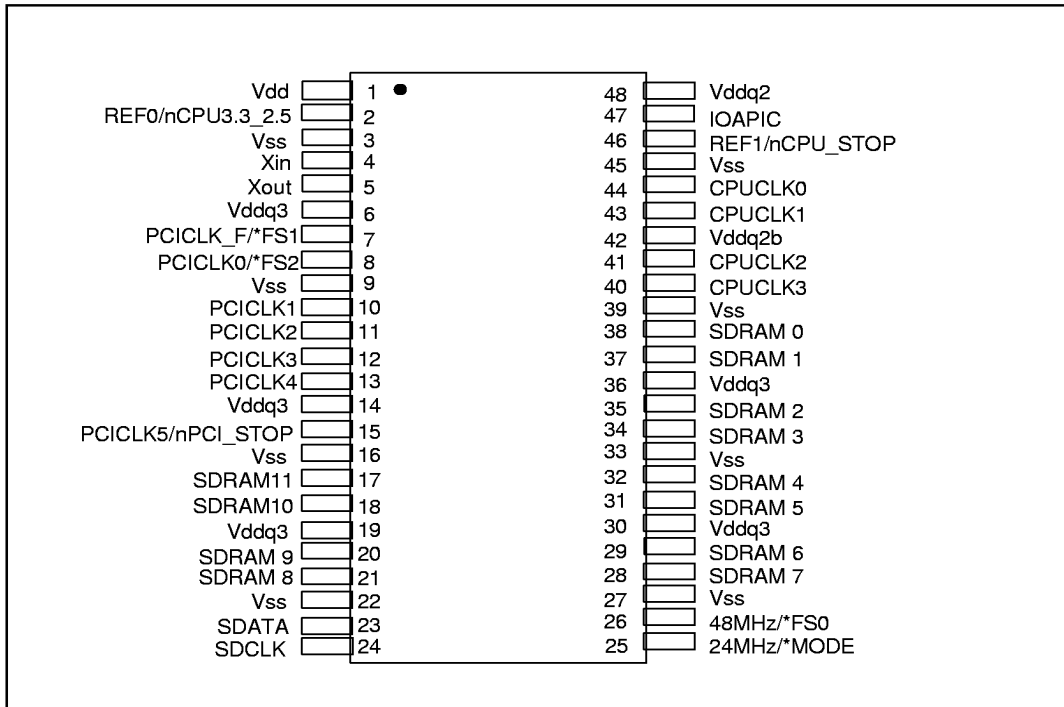 Vdd 1 48 Vddq2
REF0/nCPU3.3_2.5 2 47 IOAPIC
Vss 3 46 REF1/nCPU_STOP
Xin 4 45 Vss
Xout 5 44 CPUCLK0
Vddq3 6 43 CPUCLK1
PCICLK_F/*FS1 7 42 Vddq2b
PCICLK0/*FS2 8 41 CPUCLK2
Vss 9 40 CPUCLK3
PCICLK1 10 39 Vss
PCICLK2 11 38 SDRAM 0
PCICLK3 12 37 SDRAM 1
PCICLK4 13 36 Vddq3
Vddq3 14 35 SDRAM 2
PCICLK5/nPCI_STOP 15 34 SDRAM 3
Vss 16 33 Vss
SDRAM11 17 32 SDRAM 4
SDRAM10 18 31 SDRAM 5
Vddq3 19 30 Vddq3
SDRAM 9 20 29 SDRAM 6
SDRAM 8 21 28 SDRAM 7
Vss 22 27 Vss
SDATA 23 26 48MHz/*FS0
SDCLK 24 25 24MHz/*MODE